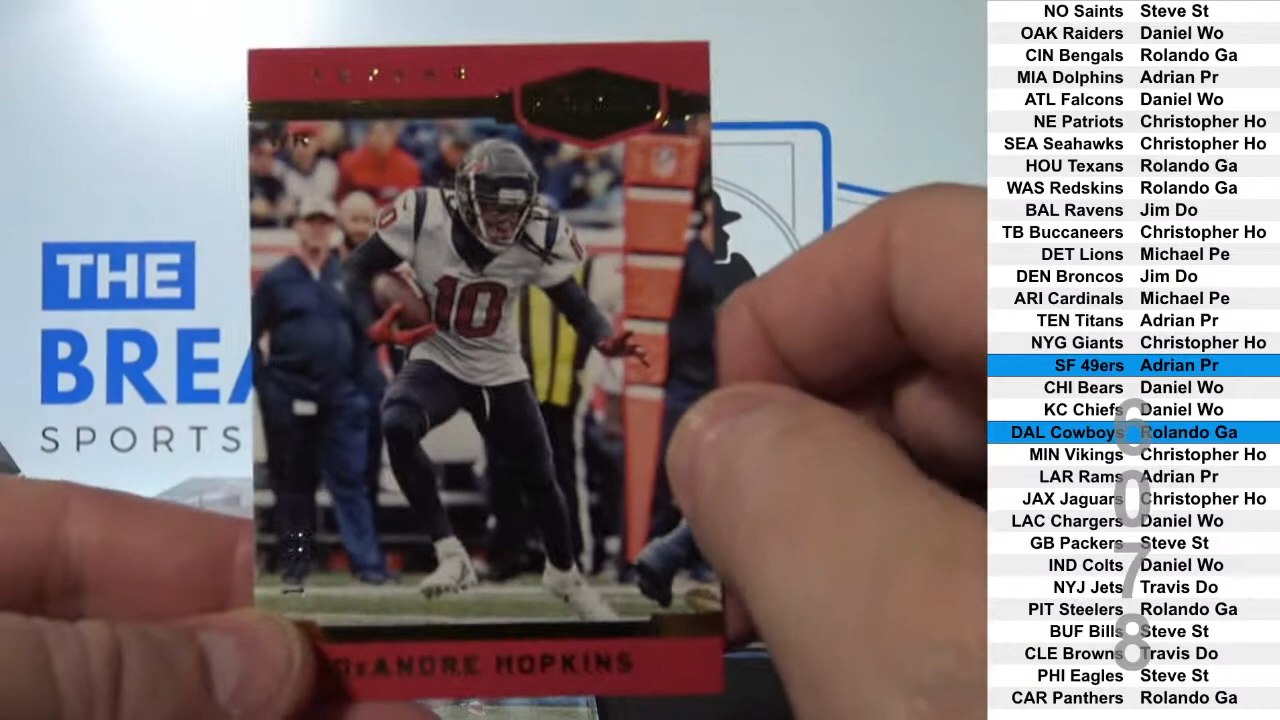 THE
BREA
SPORTS
10
10
DeANDRE HOPKINS
NO Saints Steve St
OAK Raiders Daniel Wo
CIN Bengals Rolando Ga
MIA Dolphins Adrian Pr
ATL Falcons Daniel Wo
NE Patriots Christopher Ho
SEA Seahawks Christopher Ho
HOU Texans Rolando Ga
WAS Redskins Rolando Ga
BAL Ravens Jim Do
TB Buccaneers Christopher Ho
DET Lions Michael Pe
DEN Broncos Jim Do
ARI Cardinals Michael Pe
TEN Titans Adrian Pr
NYG Giants Christopher Ho
SF 49ers Adrian Pr
CHI Bears Daniel Wo
KC Chiefs Daniel Wo
DAL Cowboys Rolando Ga
MIN Vikings Christopher Ho
LAR Rams Adrian Pr
JAX Jaguars Christopher Ho
LAC Chargers Daniel Wo
GB Packers Steve St
IND Colts Daniel Wo
NYJ Jets Travis Do
PIT Steelers Rolando Ga
BUF Bills Steve St
CLE Browns Travis Do
PHI Eagles Steve St
CAR Panthers Rolando Ga
6078